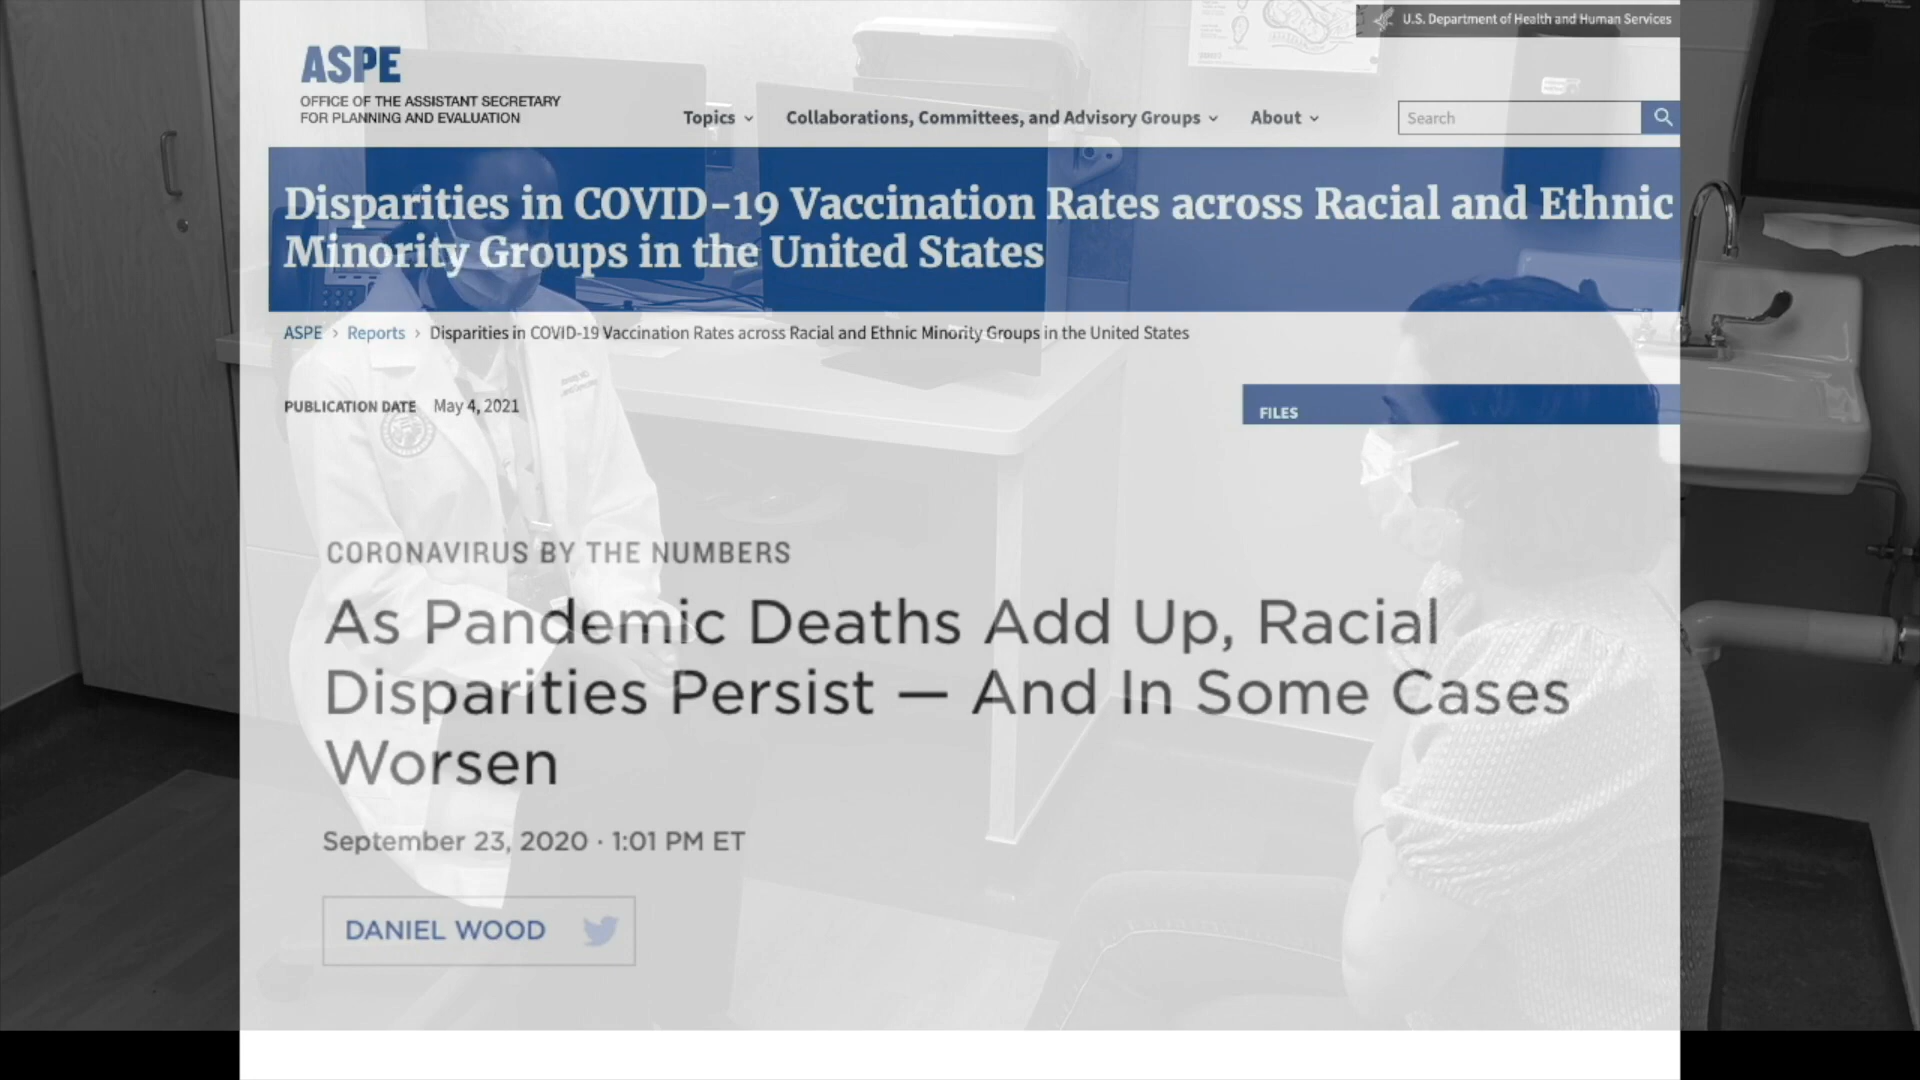 U.S. Department of Health and Human Services
ASPE
OFFICE OF THE ASSISTANT SECRETARY
FOR PLANNING AND EVALUATION
Topics
Collaborations, Committees, and Advisory Groups
About
Search
Disparities in COVID-19 Vaccination Rates across Racial and Ethnic
Minority Groups in the United States
ASPE > Reports > Disparities in COVID-19 Vaccination Rates across Racial and Ethnic Minority Groups in the United States
PUBLICATION DATE May 4, 2021
FILES
CORONAVIRUS BY THE NUMBERS
As Pandemic Deaths Add Up, Racial
Disparities Persist — And In Some Cases
Worsen
September 23, 2020 · 1:01 PM ET
DANIEL WOOD